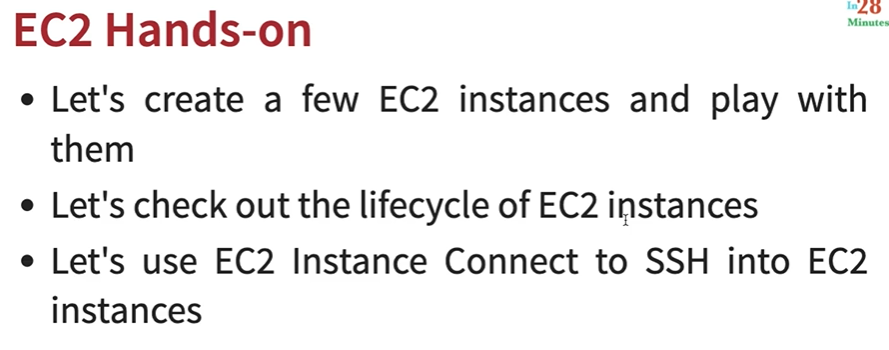 EC2 Hands-on
In28
Minutes
• Let's create a few EC2 instances and play with
them
• Let's check out the lifecycle of EC2 instances
• Let's use EC2 Instance Connect to SSH into EC2
instances